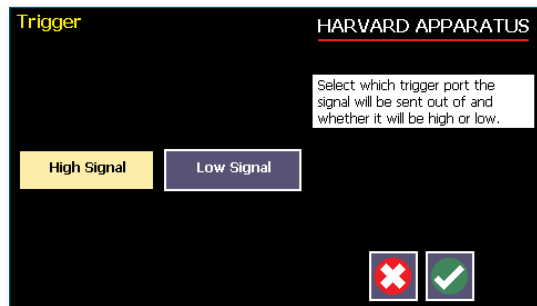 Trigger
HARVARD APPARATUS
Select which trigger port the
signal will be sent out of and
whether it will be high or low.
High Signal
Low Signal